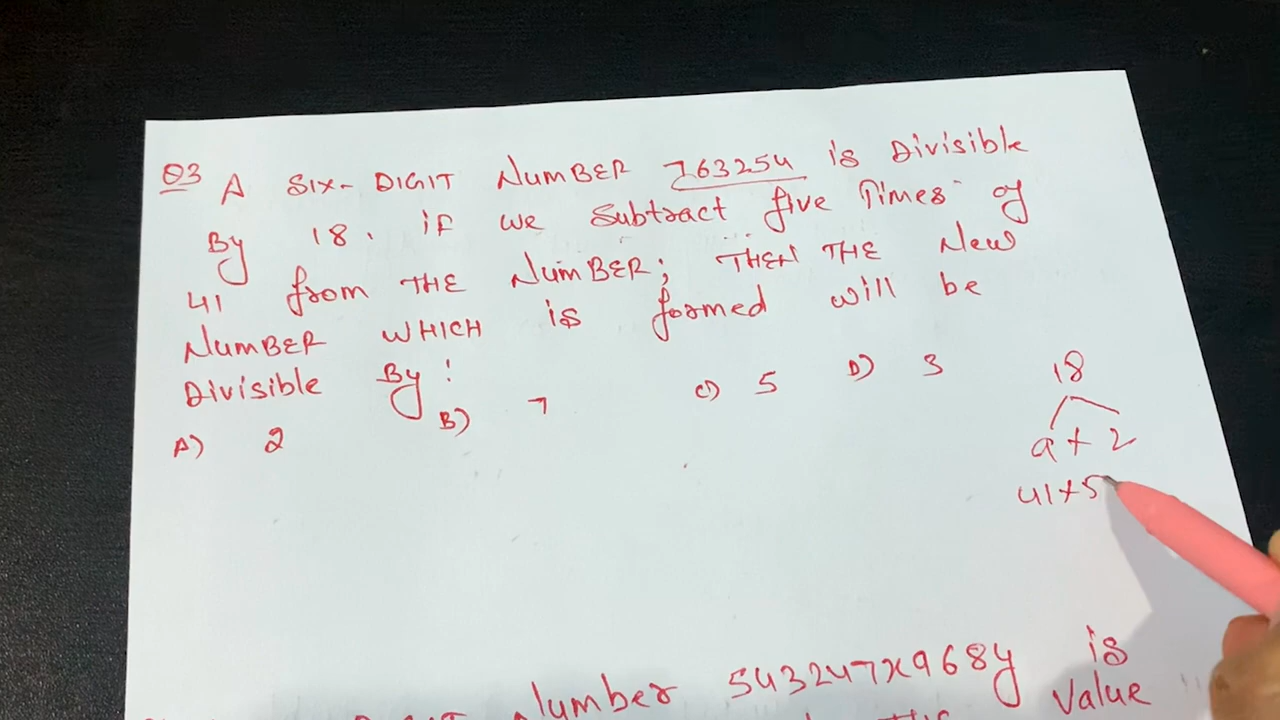 Q3 A SIX-DIGIT NUMBER 763254 is Divisible
By 18. if we Subtract five Times of
41 from THE NumBER; THEN THE New
NumBER WHICH is formed will be
Divisible By:
A) 2 B) 7 C) 5 D) 3
18
9 + 2
41 x 5
Number 543247x968y is
Value